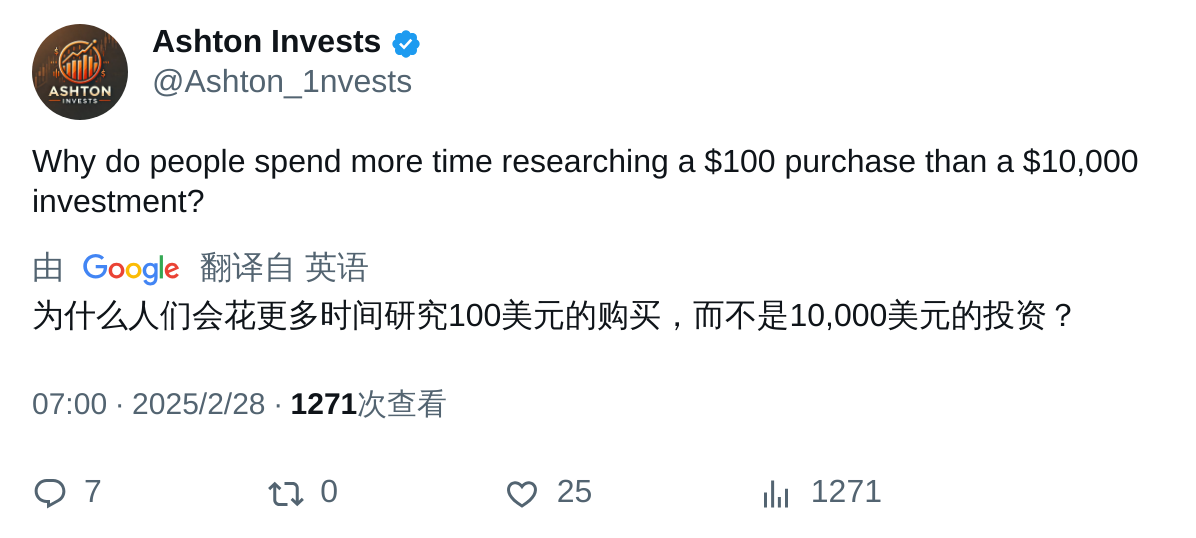 ASHTON
INVESTS
Ashton Invests
@Ashton_1nvests
Why do people spend more time researching a $100 purchase than a $10,000
investment?
由 Google 翻译自 英语
为什么人们会花更多时间研究100美元的购买，而不是10,000美元的投资？
07:00 · 2025/2/28 · 1271次查看
7 0 25 1271